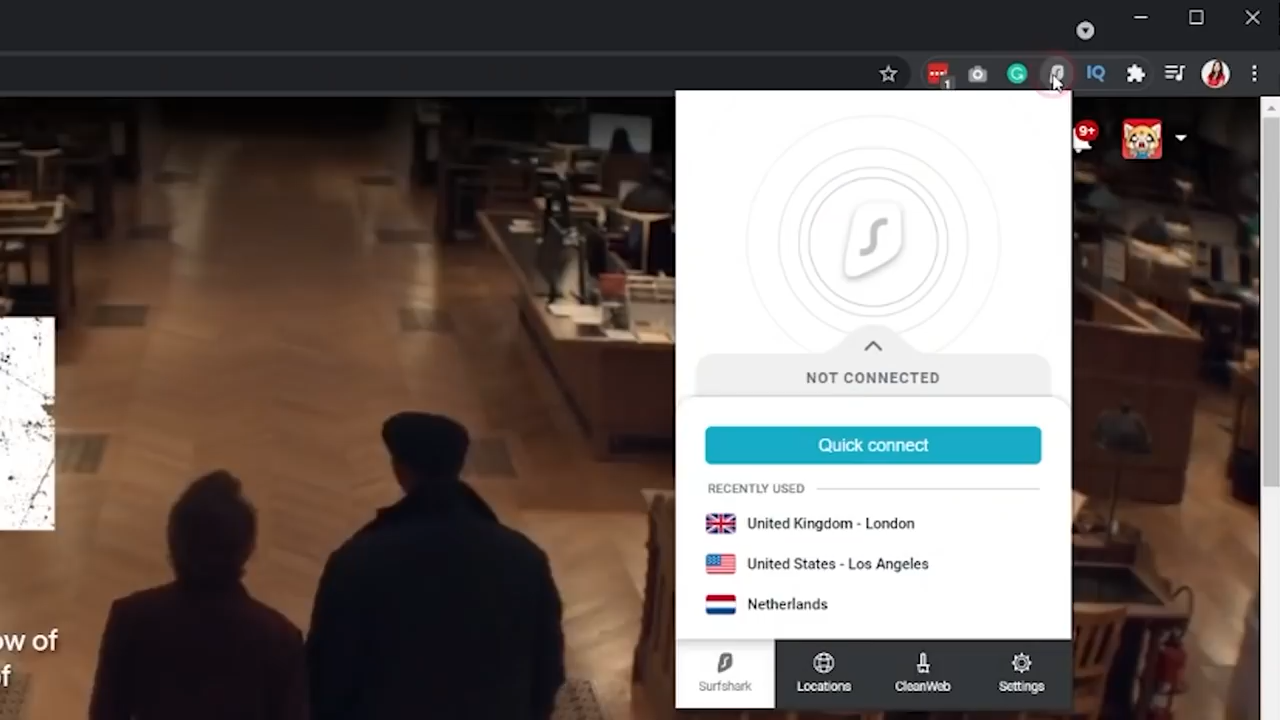 1
IQ
9+
NOT CONNECTED
Quick connect
RECENTLY USED
United Kingdom - London
United States - Los Angeles
Netherlands
ow of
f
Surfshark
Locations
CleanWeb
Settings